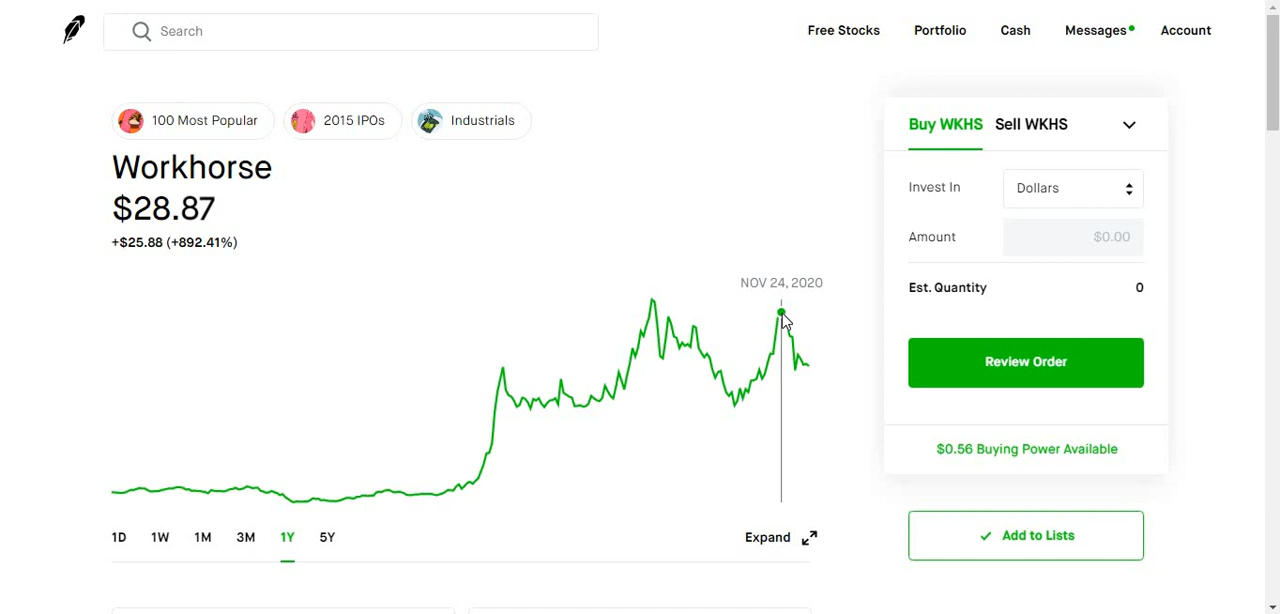 Search
Free Stocks Portfolio Cash Messages Account
100 Most Popular 2015 IPOs Industrials
Workhorse
$28.87
+$25.88 (+892.41%)
NOV 24, 2020
1D 1W 1M 3M 1Y 5Y
Expand
Buy WKHS Sell WKHS
Invest In Dollars
Amount $0.00
Est. Quantity 0
Review Order
$0.56 Buying Power Available
Add to Lists